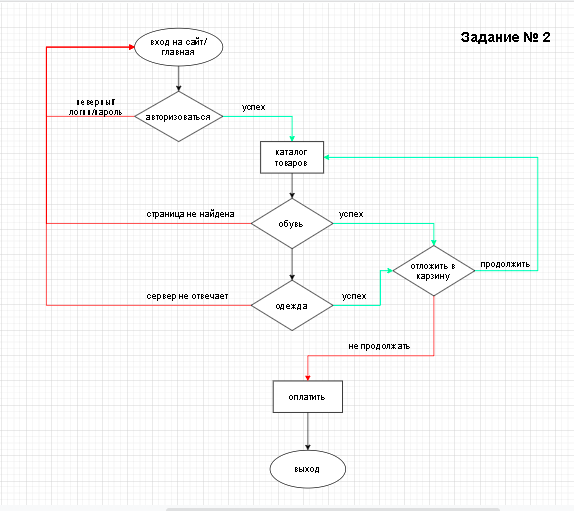 Задание № 2
вход на сайт/
главная
неверный
логин/пароль
авторизоваться
успех
каталог
товаров
страница не найдена
обувь
успех
отложить в
карзину
продолжить
сервер не отвечает
одежда
успех
не продолжать
оплатить
выход